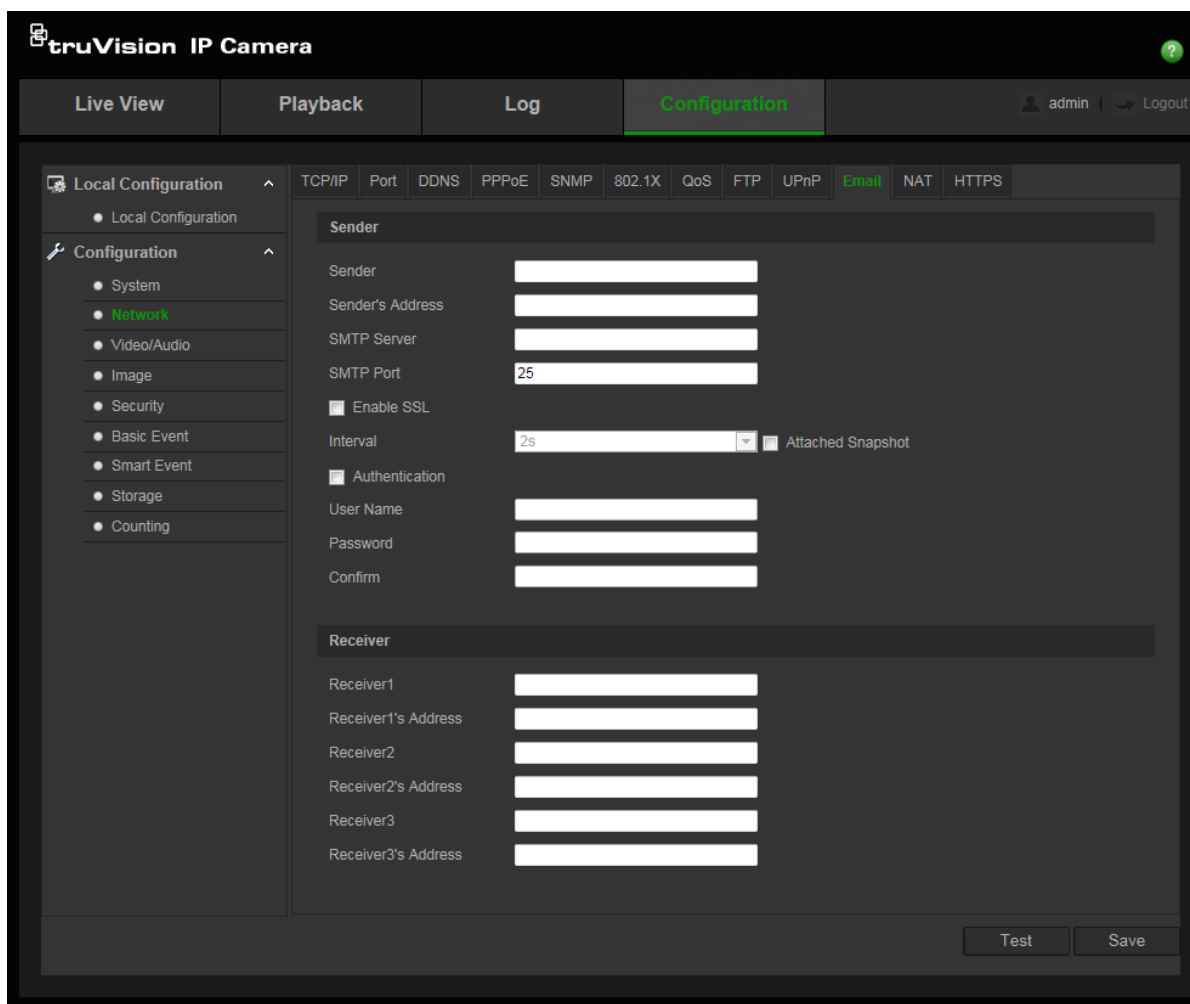 truVision IP Camera
?
Live View Playback Log Configuration admin | Logout
Local Configuration
Local Configuration
Configuration
System
Network
Video/Audio
Image
Security
Basic Event
Smart Event
Storage
Counting
TCP/IP Port DDNS PPPoE SNMP 802.1X QoS FTP UPnP Email NAT HTTPS
Sender
Sender
Sender's Address
SMTP Server
SMTP Port 25
Enable SSL
Interval 2s Attached Snapshot
Authentication
User Name
Password
Confirm
Receiver
Receiver1
Receiver1's Address
Receiver2
Receiver2's Address
Receiver3
Receiver3's Address
Test Save